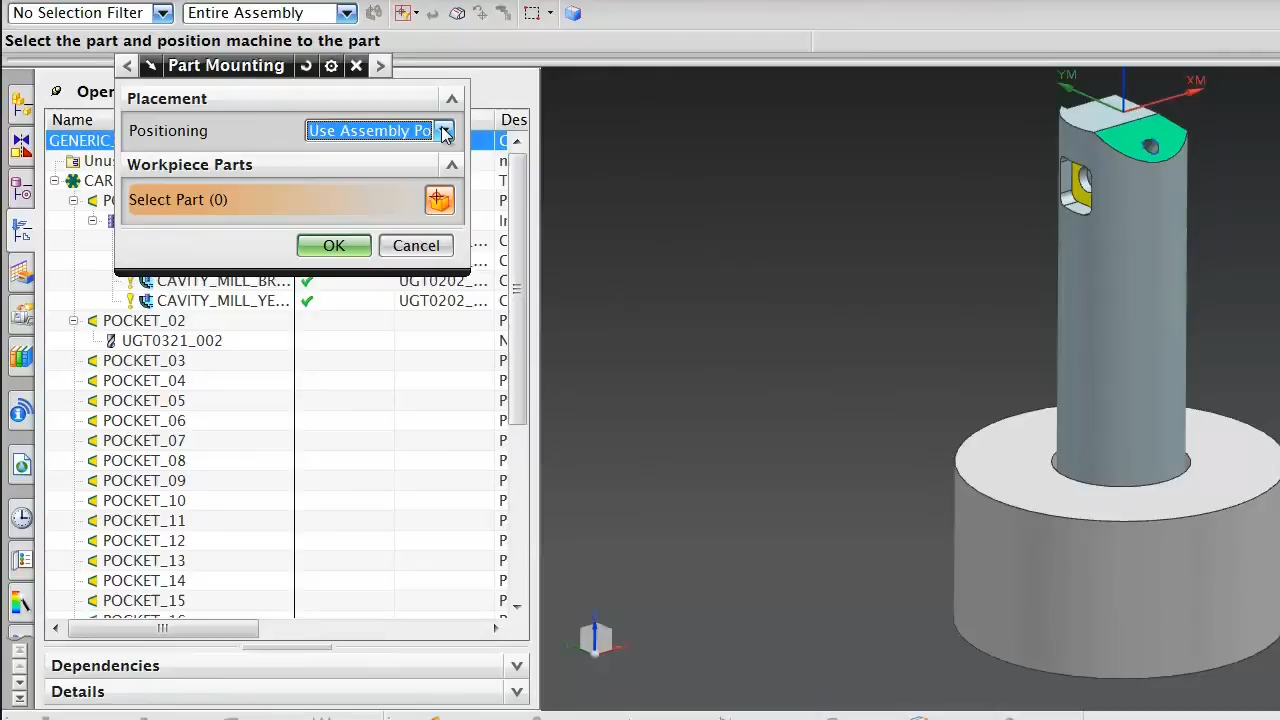 No Selection Filter Entire Assembly
Select the part and position machine to the part
Part Mounting
Placement
Positioning Use Assembly Po
Workpiece Parts
Select Part (0)
OK Cancel
Name Des
GENERIC_
Unus
CAR T
CAVITY_MILL_BR... UGT0202_... C
CAVITY_MILL_YE... UGT0202_... C
POCKET_02 P
UGT0321_002 N
POCKET_03 P
POCKET_04 P
POCKET_05 P
POCKET_06 P
POCKET_07 P
POCKET_08 P
POCKET_09 P
POCKET_10 P
POCKET_11 P
POCKET_12 P
POCKET_13 P
POCKET_14 P
POCKET_15 P
Dependencies
Details
YM
XM